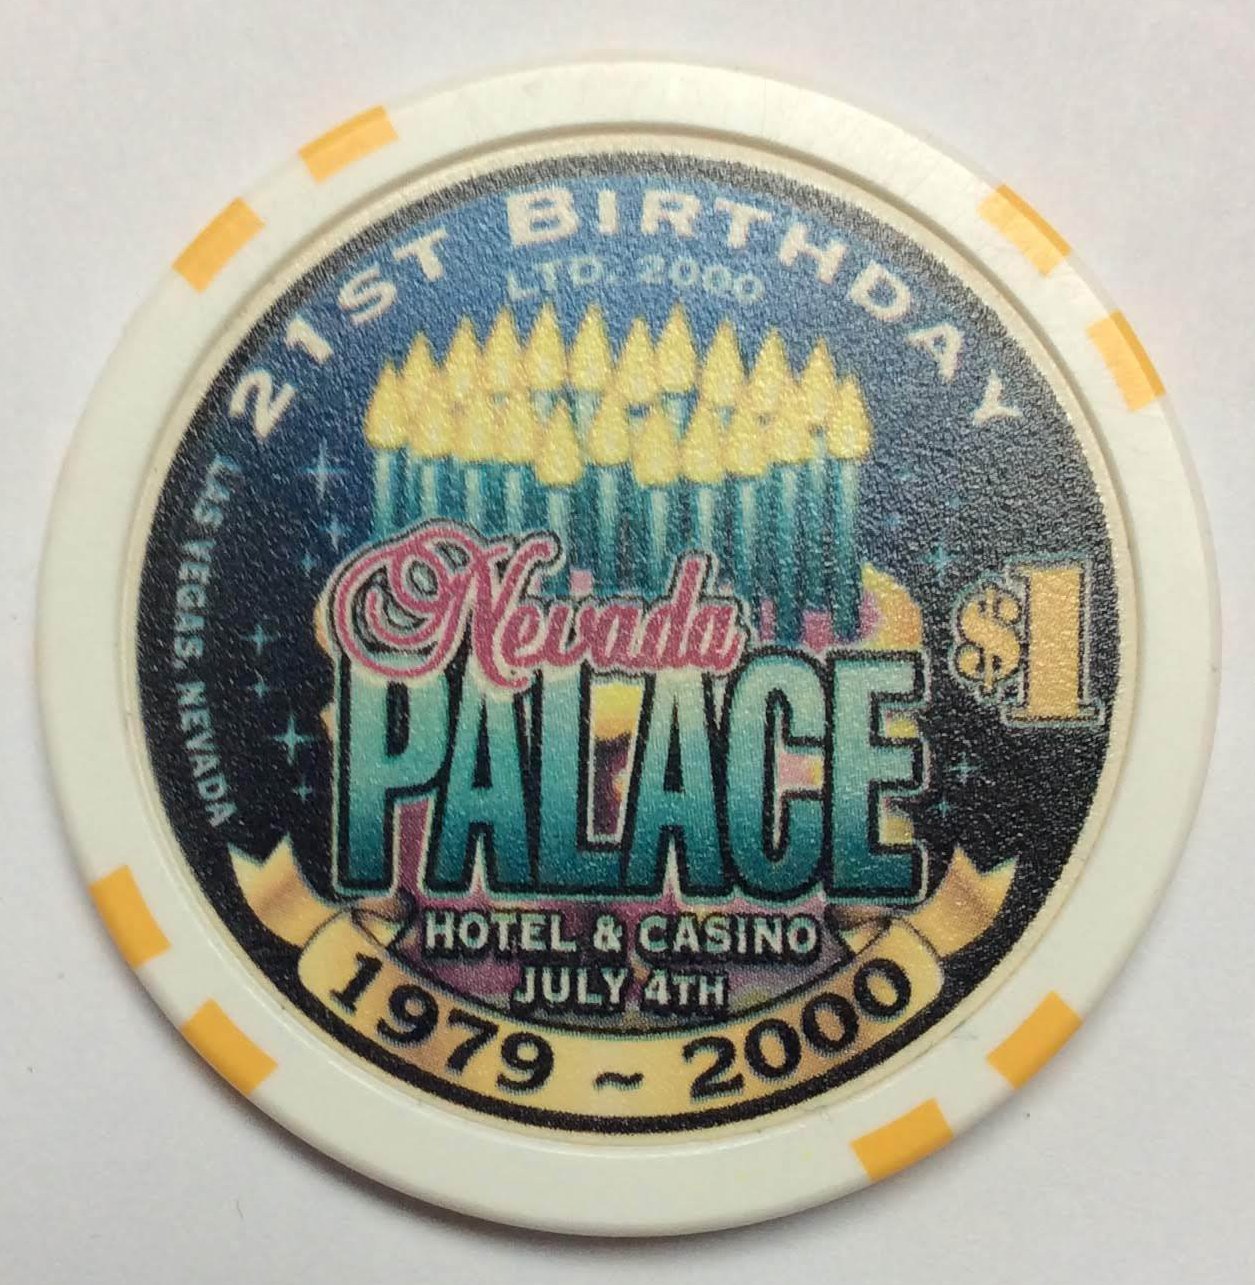 21ST BIRTHDAY
LTD. 2000
LAS VEGAS, NEVADA
$1
Nevada
PALACE
HOTEL & CASINO
JULY 4TH
1979 ~ 2000